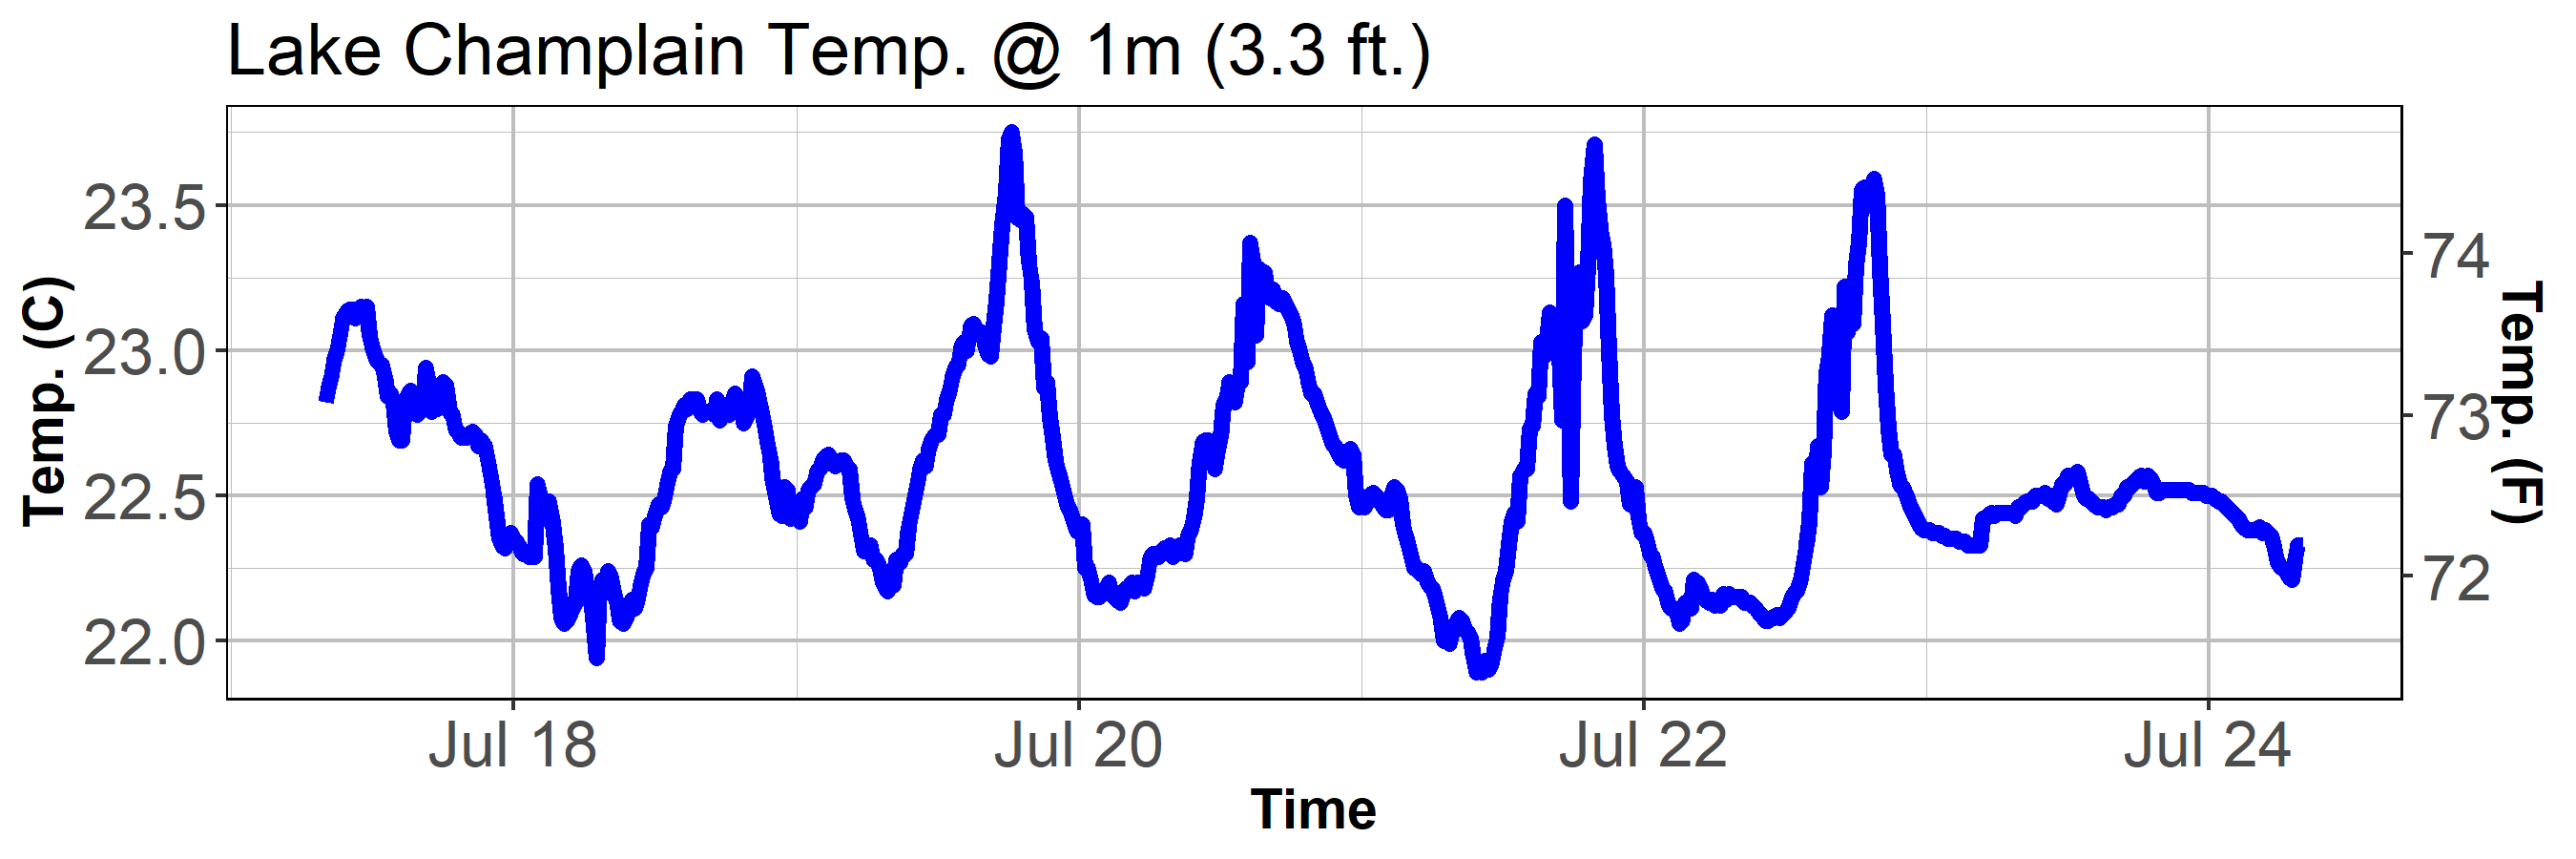 Lake Champlain Temp. @ 1m (3.3 ft.)
Temp. (C)
23.5
23.0
22.5
22.0
74
73
72
Temp. (F)
Jul 18
Jul 20
Jul 22
Jul 24
Time